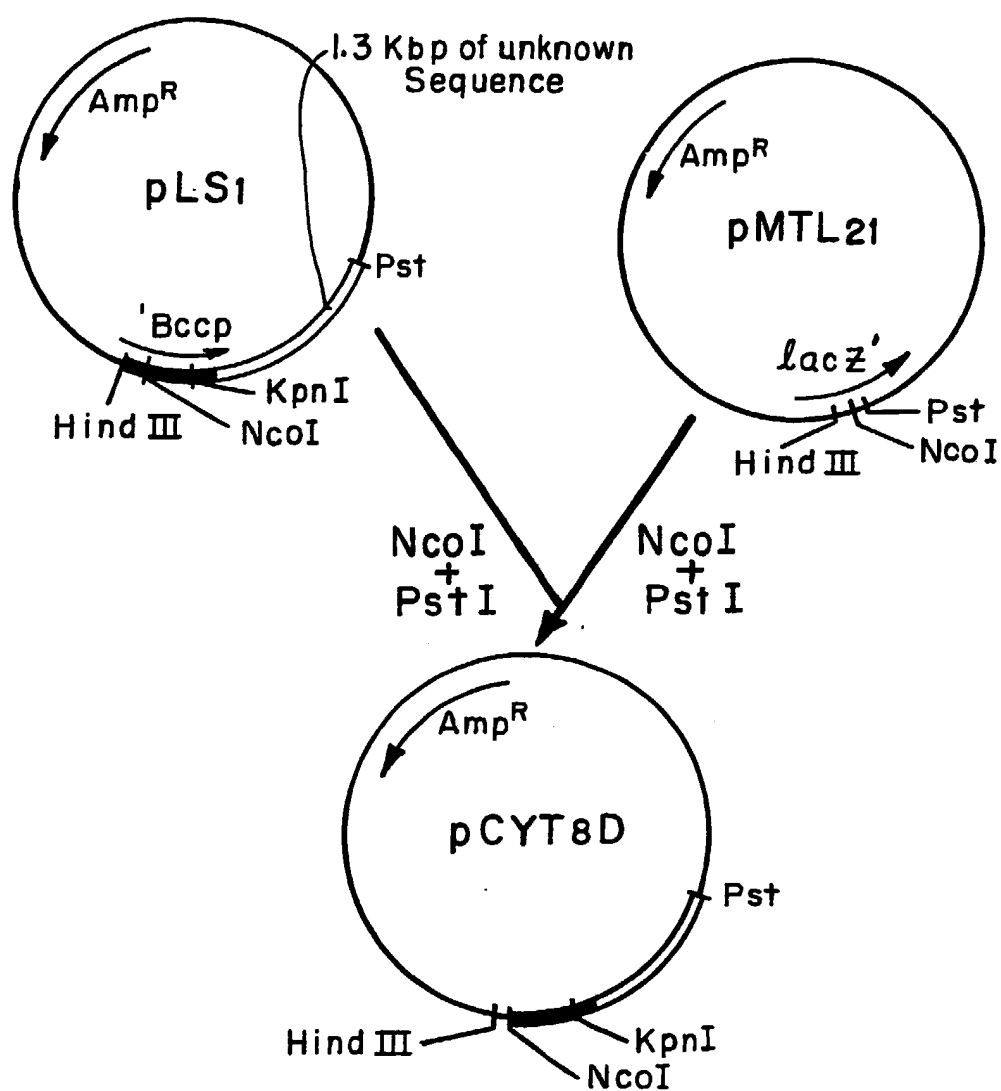 1.3 Kbp of unknown
Sequence
AmpR
pLS1
Pst
'Bccp
KpnI
Hind III
NcoI
AmpR
pMTL21
lacZ'
Pst
Hind III
NcoI
NcoI
+
PstI
NcoI
+
Pst I
AmpR
pCYT8D
Pst
Hind III
KpnI
NcoI